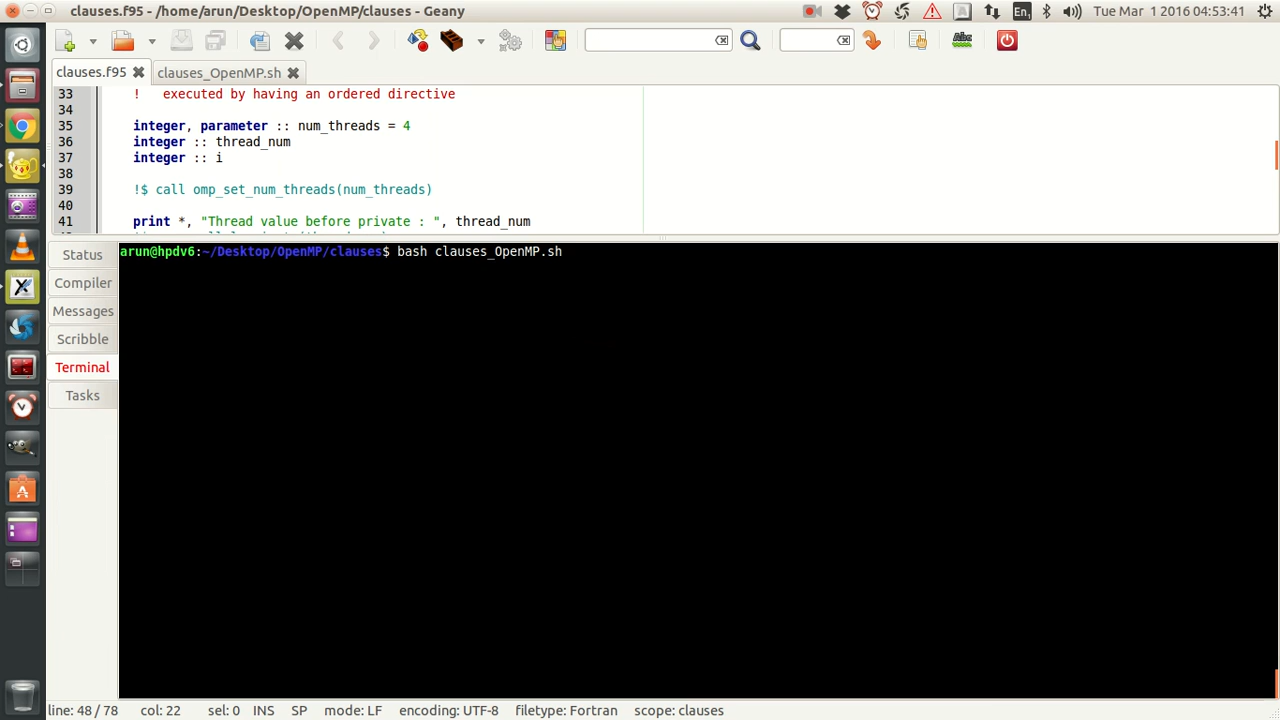 clauses.f95 - /home/arun/Desktop/OpenMP/clauses - Geany
En1
Tue Mar 1 2016 04:53:41
clauses.f95
clauses_OpenMP.sh
33 ! executed by having an ordered directive
34
35 integer, parameter :: num_threads = 4
36 integer :: thread_num
37 integer :: i
38
39 !$ call omp_set_num_threads(num_threads)
40
41 print *, "Thread value before private : ", thread_num
Status
Compiler
Messages
Scribble
Terminal
Tasks
arun@hpdv6:~/Desktop/OpenMP/clauses$ bash clauses_OpenMP.sh
line: 48 / 78 col: 22 sel: 0 INS SP mode: LF encoding: UTF-8 filetype: Fortran scope: clauses